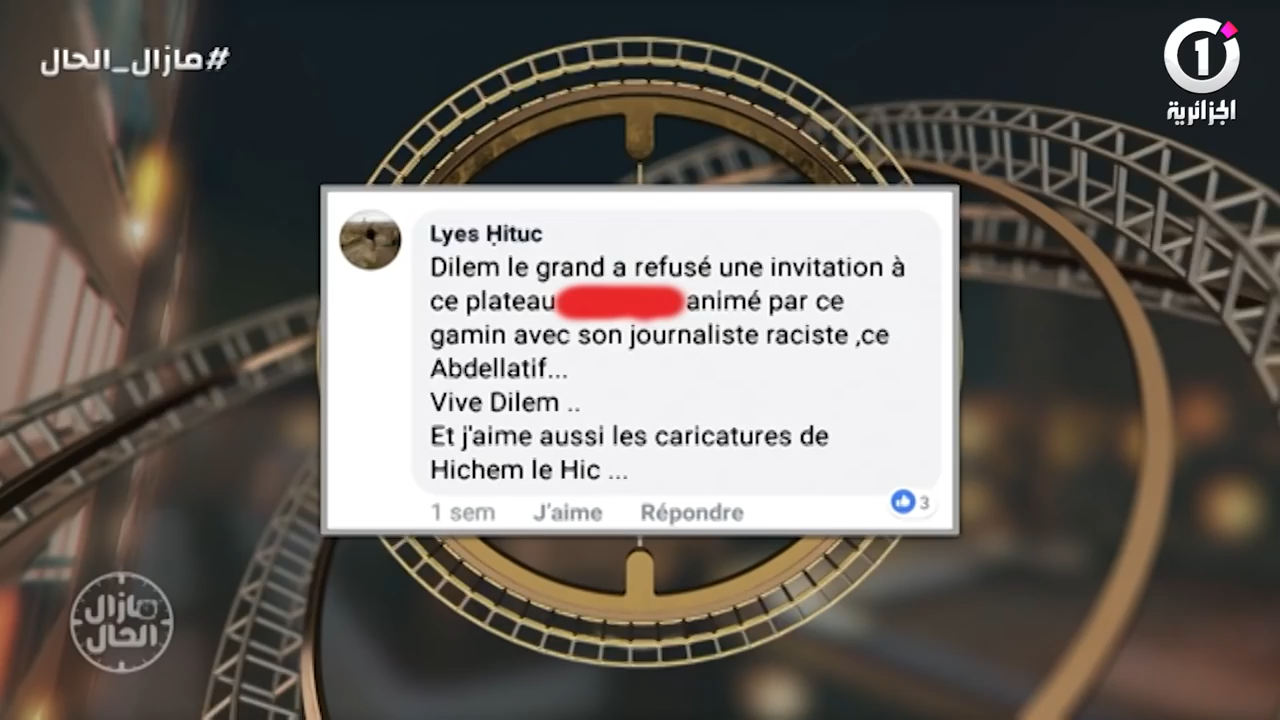 #مازال_الحال
1
الجزائرية
Lyes Ḥituc
Dilem le grand a refusé une invitation à
ce plateau animé par ce
gamin avec son journaliste raciste ,ce
Abdellatif...
Vive Dilem ..
Et j'aime aussi les caricatures de
Hichem le Hic ...
1 sem J'aime Répondre
3
مازال
الحال